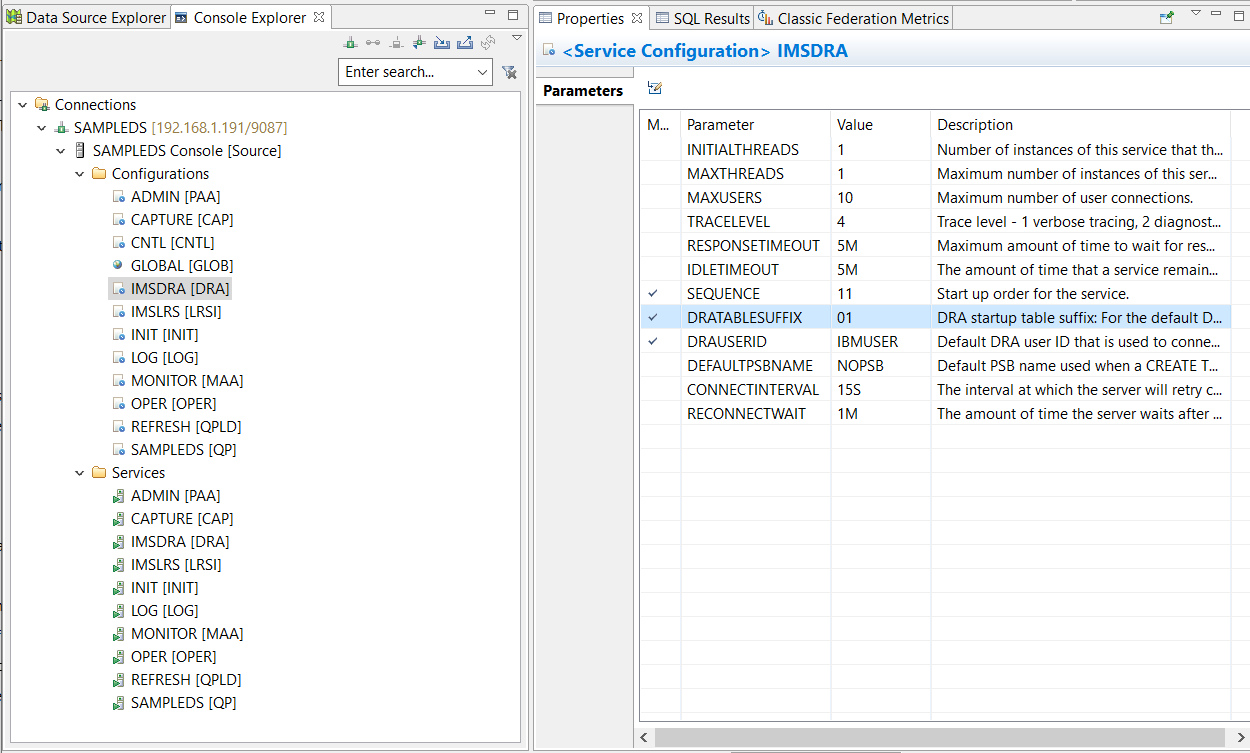 Data Source Explorer
Console Explorer
Enter search...
Connections
SAMPLEDS [192.168.1.191/9087]
SAMPLEDS Console [Source]
Configurations
ADMIN [PAA]
CAPTURE [CAP]
CNTL [CNTL]
GLOBAL [GLOB]
IMSDRA [DRA]
IMSLRS [LRSI]
INIT [INIT]
LOG [LOG]
MONITOR [MAA]
OPER [OPER]
REFRESH [QPLD]
SAMPLEDS [QP]
Services
ADMIN [PAA]
CAPTURE [CAP]
IMSDRA [DRA]
IMSLRS [LRSI]
INIT [INIT]
LOG [LOG]
MONITOR [MAA]
OPER [OPER]
REFRESH [QPLD]
SAMPLEDS [QP]
Properties
SQL Results
Classic Federation Metrics
<Service Configuration> IMSDRA
Parameters
M... Parameter Value Description
INITIALTHREADS 1 Number of instances of this service that th...
MAXTHREADS 1 Maximum number of instances of this ser...
MAXUSERS 10 Maximum number of user connections.
TRACELEVEL 4 Trace level - 1 verbose tracing, 2 diagnost...
RESPONSETIMEOUT 5M Maximum amount of time to wait for res...
IDLETIMEOUT 5M The amount of time that a service remain...
SEQUENCE 11 Start up order for the service.
DRATABLESUFFIX 01 DRA startup table suffix: For the default D...
DRAUSERID IBMUSER Default DRA user ID that is used to conne...
DEFAULTPSBNAME NOPSB Default PSB name used when a CREATE T...
CONNECTINTERVAL 15S The interval at which the server will retry c...
RECONNECTWAIT 1M The amount of time the server waits after ...